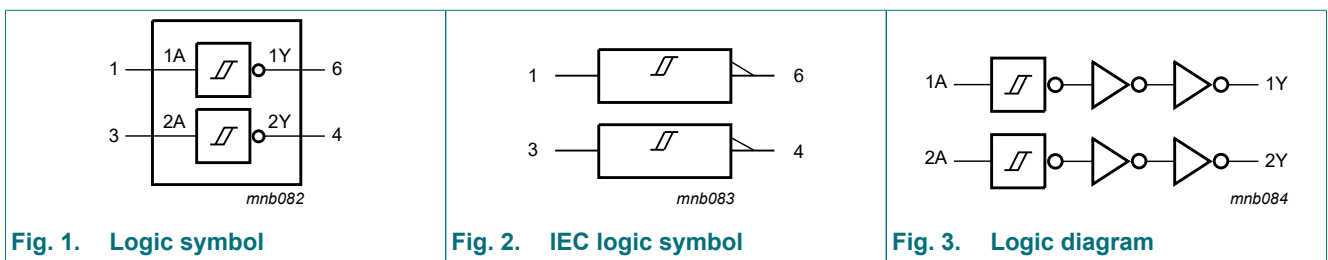 1A 1Y
1 6
2A 2Y
3 4
mnb082
Fig. 1. Logic symbol
1 6
3 4
mnb083
Fig. 2. IEC logic symbol
1A 1Y
2A 2Y
mnb084
Fig. 3. Logic diagram